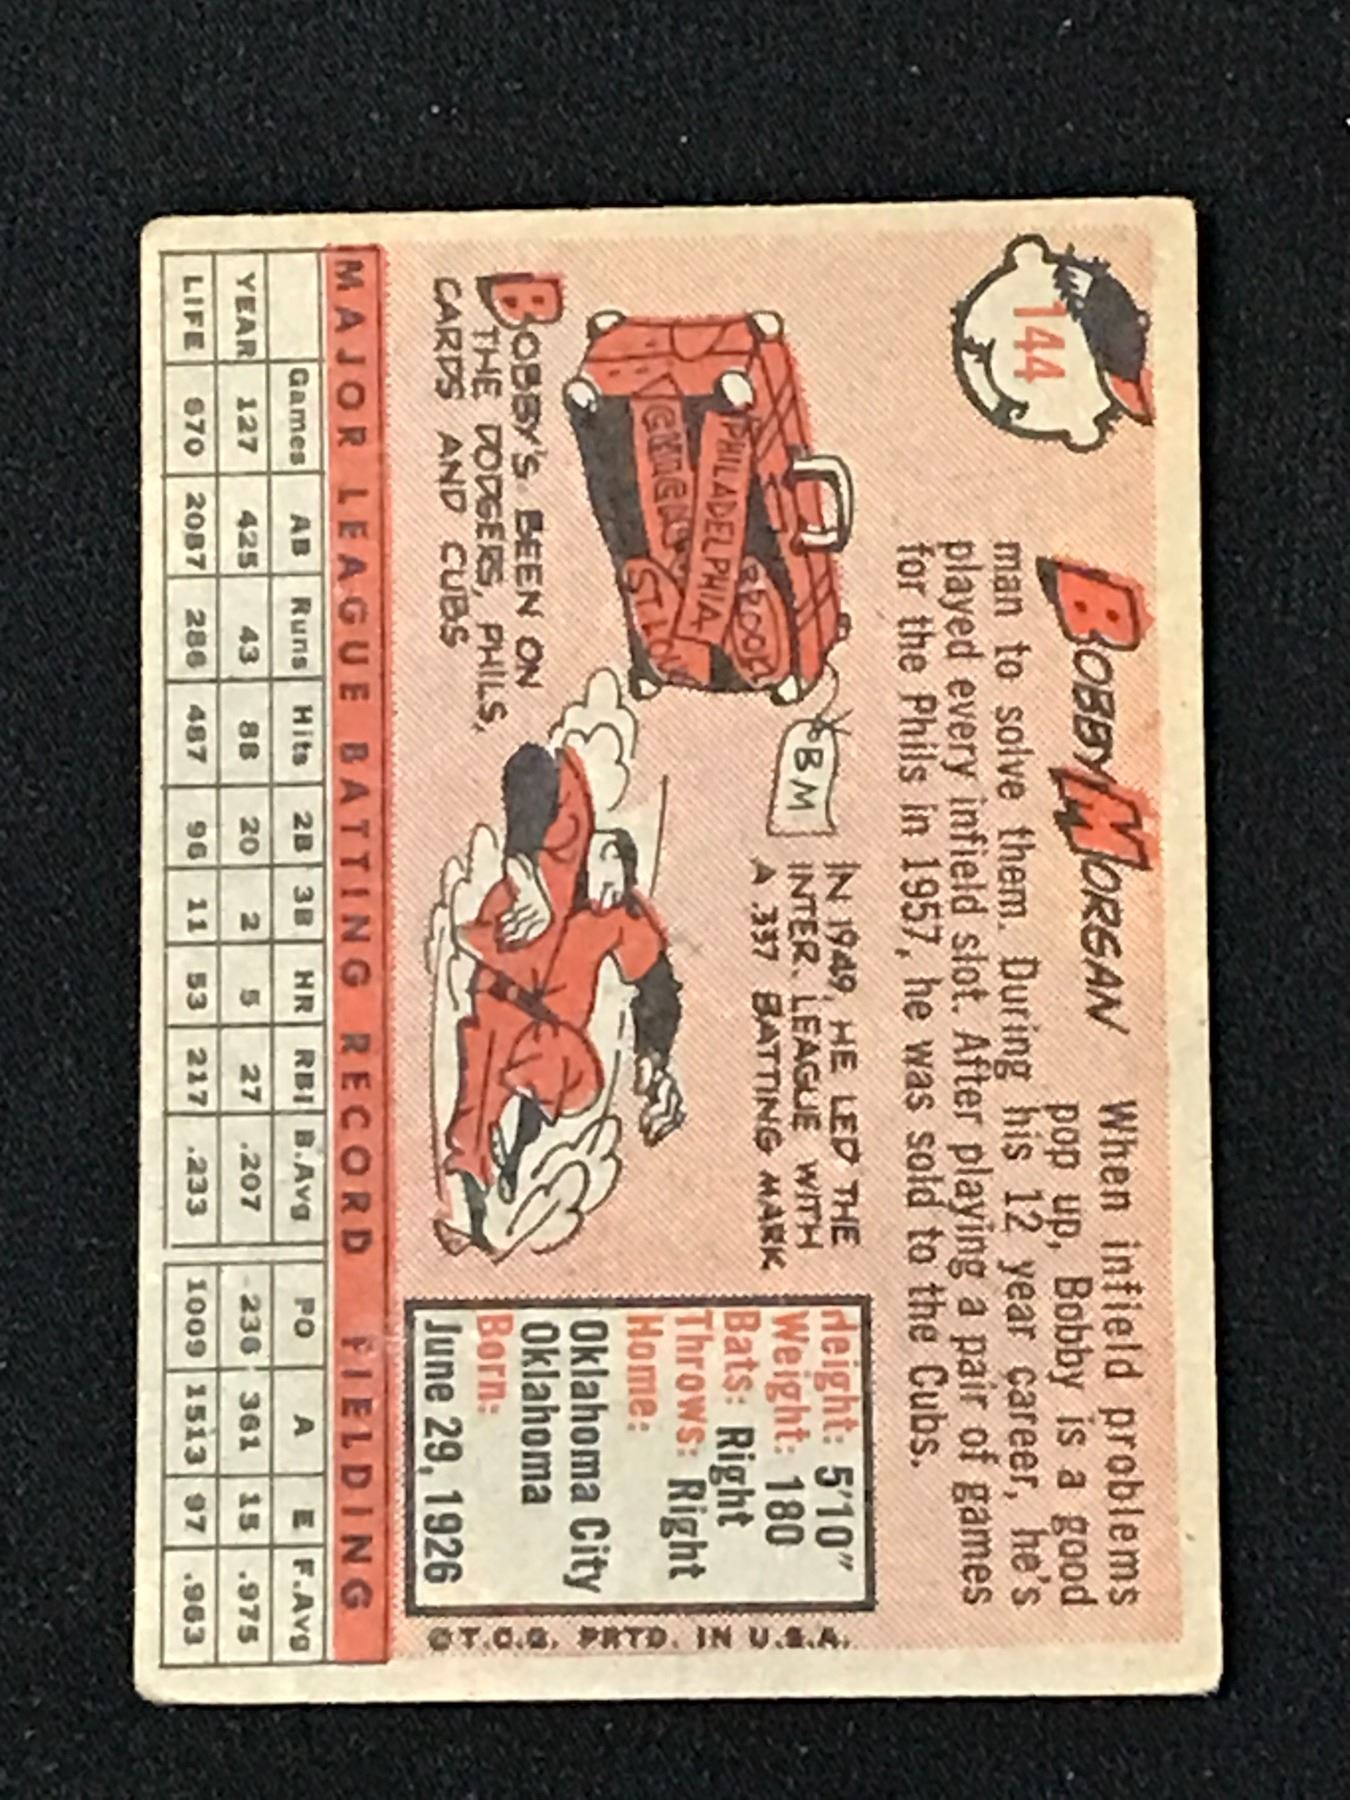 144
BOBBY MORGAN
When infield problems
pop up, Bobby is a good
man to solve them. During his 12 year career, he's
played every infield slot. After playing a pair of games
for the Phils in 1957, he was sold to the Cubs.
PHILADELPHIA
BROOK
ST. LOU
BM
BOBBY'S BEEN ON
THE DODGERS, PHILS,
CARDS AND CUBS
IN 1949, HE LED THE
INTER. LEAGUE WITH
A .337 BATTING MARK
Height: 5'10"
Weight: 180
Bats: Right
Throws: Right
Home:
Oklahoma City
Oklahoma
Born:
June 29, 1926
©T.C.G. PRTD. IN U.S.A.
MAJOR LEAGUE BATTING RECORD FIELDING
Games AB Runs Hits 2B 3B HR RBI B.Avg PO A E F.Avg
YEAR 127 425 43 88 20 2 5 27 .207 236 361 15 .975
LIFE 670 2087 286 487 96 11 53 217 .233 1009 1513 97 .963